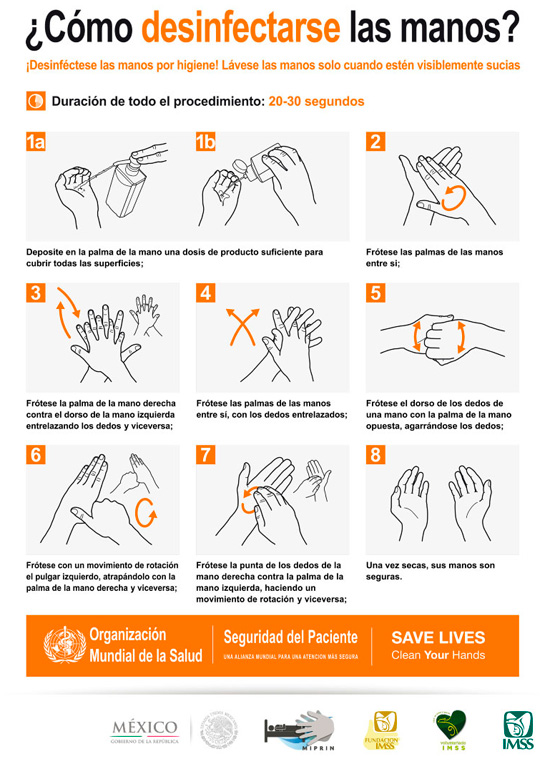 ¿Cómo desinfectarse las manos?
¡Desinféctese las manos por higiene! Lávese las manos solo cuando estén visiblemente sucias
Duración de todo el procedimiento: 20-30 segundos
1a
1b
2
Deposite en la palma de la mano una dosis de producto suficiente para
cubrir todas las superficies;
Frótese las palmas de las manos
entre si;
3
4
5
Frótese la palma de la mano derecha
contra el dorso de la mano izquierda
entrelazando los dedos y viceversa;
Frótese las palmas de las manos
entre sí, con los dedos entrelazados;
Frótese el dorso de los dedos de
una mano con la palma de la mano
opuesta, agarrándose los dedos;
6
7
8
Frótese con un movimiento de rotación
el pulgar izquierdo, atrapándolo con la
palma de la mano derecha y viceversa;
Frótese la punta de los dedos de la
mano derecha contra la palma de la
mano izquierda, haciendo un
movimiento de rotación y viceversa;
Una vez secas, sus manos son
seguras.
Organización
Mundial de la Salud
Seguridad del Paciente
UNA ALIANZA MUNDIAL PARA UNA ATENCION MÁS SEGURA
SAVE LIVES
Clean Your Hands
MÉXICO
GOBIERNO DE LA REPÚBLICA
MIPRIN
FUNDACIÓN
IMSS
IMSS
IMSS